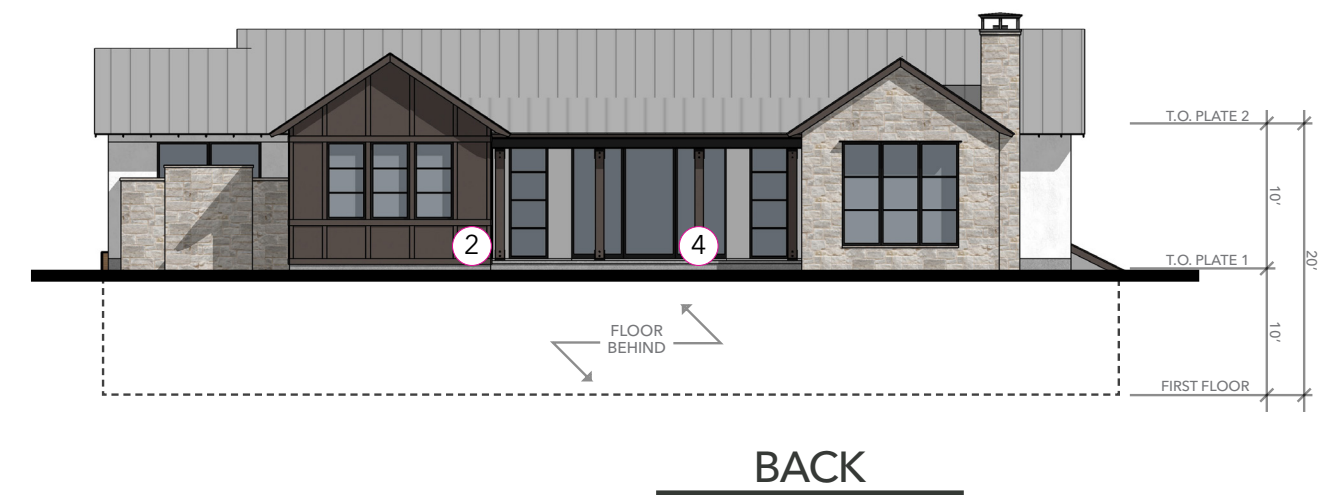 T.O. PLATE 2
10'
2
4
T.O. PLATE 1
20'
FLOOR
BEHIND
10'
FIRST FLOOR
BACK